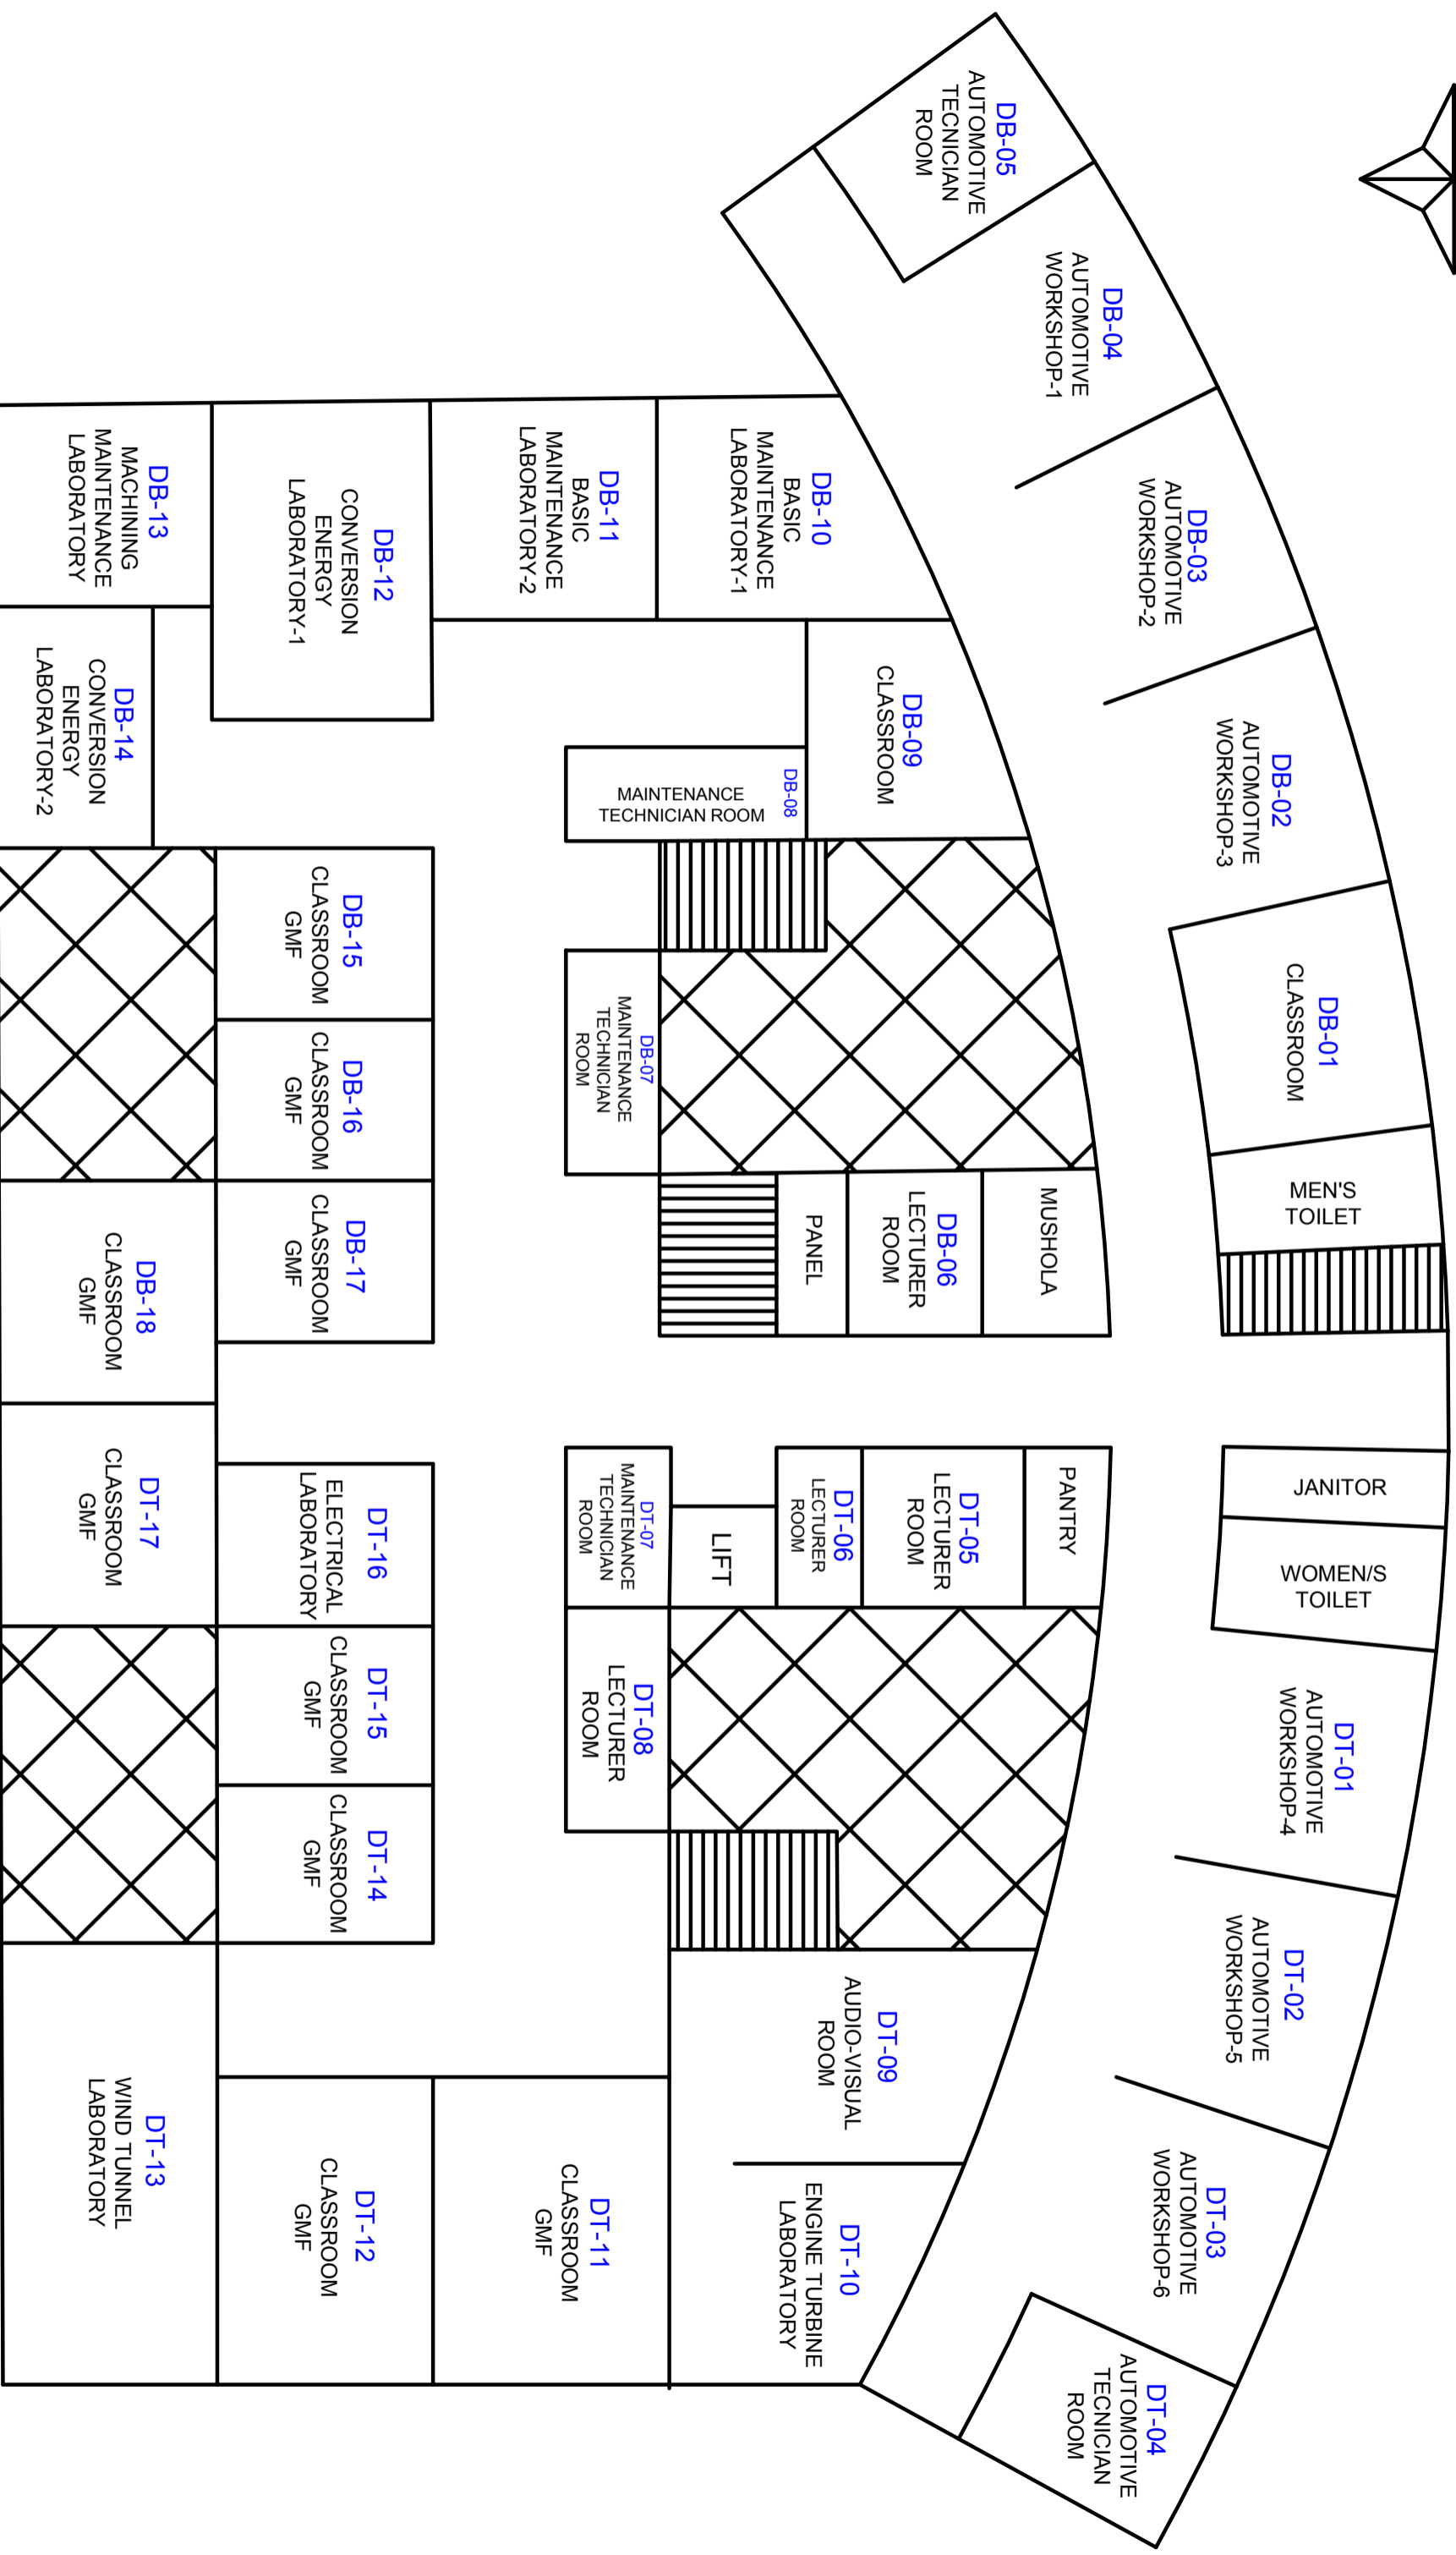 DB-05
AUTOMOTIVE
TECNICIAN
ROOM
DB-04
AUTOMOTIVE
WORKSHOP-1
DB-03
AUTOMOTIVE
WORKSHOP-2
DB-02
AUTOMOTIVE
WORKSHOP-3
DB-01
CLASSROOM
MEN'S
TOILET
JANITOR
WOMEN/S
TOILET
DT-01
AUTOMOTIVE
WORKSHOP-4
DT-02
AUTOMOTIVE
WORKSHOP-5
DT-03
AUTOMOTIVE
WORKSHOP-6
DT-04
AUTOMOTIVE
TECNICIAN
ROOM
DB-10
BASIC
MAINTENANCE
LABORATORY-1
DB-09
CLASSROOM
DB-08
MAINTENANCE
TECHNICIAN ROOM
DB-07
MAINTENANCE
TECHNICIAN
ROOM
MUSHOLA
DB-06
LECTURER
ROOM
PANEL
PANTRY
DT-05
LECTURER
ROOM
DT-06
LECTURER
ROOM
LIFT
DT-07
MAINTENANCE
TECHNICIAN
ROOM
DT-08
LECTURER
ROOM
DT-09
AUDIO-VISUAL
ROOM
DT-10
ENGINE TURBINE
LABORATORY
DB-11
BASIC
MAINTENANCE
LABORATORY-2
DB-12
CONVERSION
ENERGY
LABORATORY-1
DB-13
MACHINING
MAINTENANCE
LABORATORY
DB-14
CONVERSION
ENERGY
LABORATORY-2
DB-15
CLASSROOM
GMF
DB-16
CLASSROOM
GMF
DB-17
CLASSROOM
GMF
DB-18
CLASSROOM
GMF
DT-17
CLASSROOM
GMF
DT-16
ELECTRICAL
LABORATORY
DT-15
CLASSROOM
GMF
DT-14
CLASSROOM
GMF
DT-11
CLASSROOM
GMF
DT-12
CLASSROOM
GMF
DT-13
WIND TUNNEL
LABORATORY